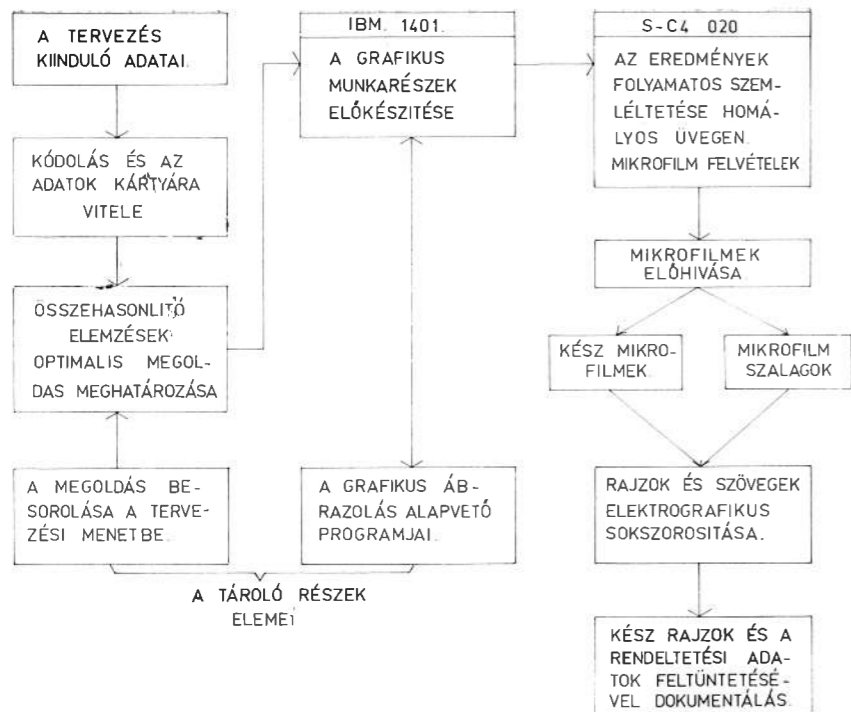 A TERVEZÉS
KIINDULÓ ADATAI.
KÓDOLÁS ÉS AZ
ADATOK KÁRTYÁRA
VITELE
ÖSSZEHASONLITÓ
ELEMZÉSEK
OPTIMALIS MEGOL-
DAS MEGHATÁROZÁSA
A MEGOLDÁS BE-
SOROLÁSA A TERVE-
ZÉSI MENETBE.
IBM. 1401.
A GRAFIKUS
MUNKARÉSZEK
ELŐKÉSZITÉSE
A GRAFIKUS ÁB-
RAZOLÁS ALAPVETŐ
PROGRAMJAI.
A TÁROLÓ RÉSZEK
ELEMEI
S-C4 020
AZ EREDMÉNYEK
FOLYAMATOS SZEM-
LÉLTETÉSE HOMÁ-
LYOS ÜVEGEN.
MIKROFILM FELVÉTELEK
MIKROFILMEK
ELŐHIVÁSA.
KÉSZ MIKRO-
FILMEK.
MIKROFILM
SZALAGOK
RAJZOK ÉS SZÖVEGEK
ELEKTROGRAFIKUS
SOKSZOROSITÁSA.
KÉSZ RAJZOK ÉS A
RENDELTETÉSI ADA-
TOK FELTÜNTETÉSÉ-
VEL DOKUMENTÁLÁS.